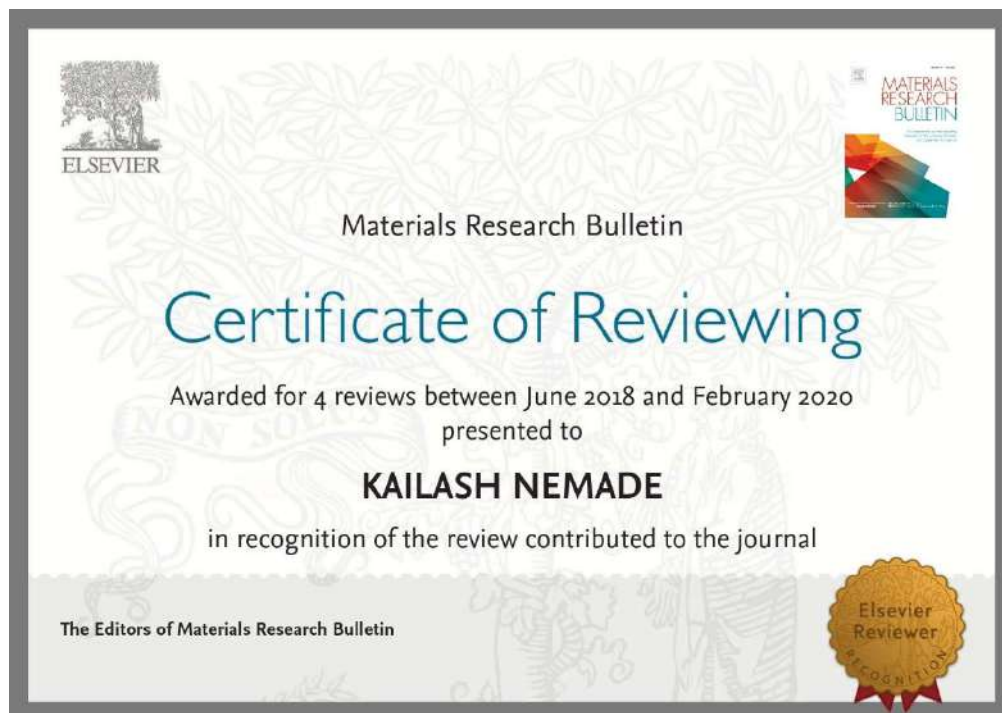 ELSEVIER
MATERIALS
RESEARCH
BULLETIN
Materials Research Bulletin
Certificate of Reviewing
Awarded for 4 reviews between June 2018 and February 2020
presented to
KAILASH NEMADE
in recognition of the review contributed to the journal
NON SOLUS
The Editors of Materials Research Bulletin
Elsevier
Reviewer
RECOGNITION